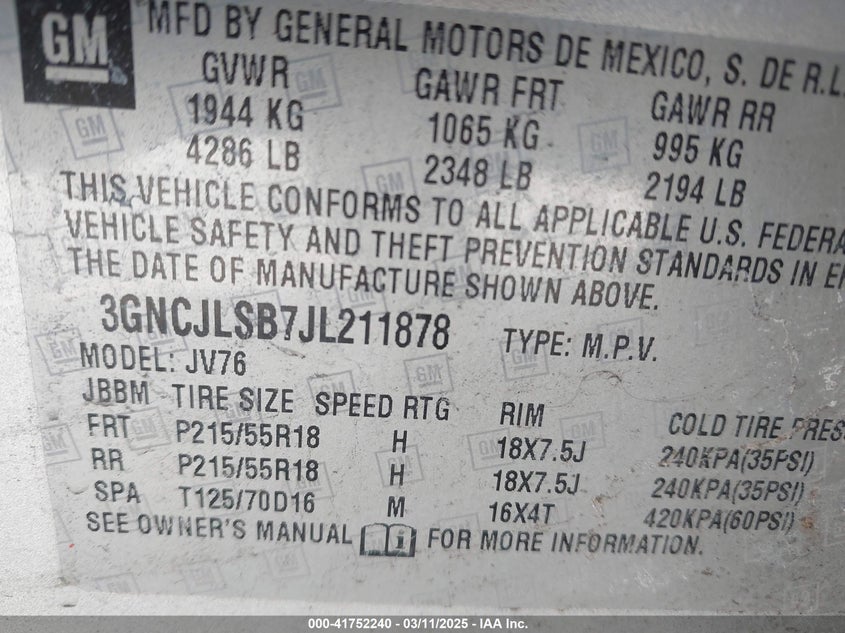 GM
MFD BY GENERAL MOTORS DE MEXICO, S. DE R.L.
GVWR GAWR FRT GAWR RR
1944 KG 1065 KG 995 KG
4286 LB 2348 LB 2194 LB
THIS VEHICLE CONFORMS TO ALL APPLICABLE U.S. FEDERA
VEHICLE SAFETY AND THEFT PREVENTION STANDARDS IN E
THE DATE OF MANUFACTURE SHOWN ABOVE.
3GNCJLSB7JL211878 TYPE: M.P.V.
MODEL: JV76
JBBM TIRE SIZE SPEED RTG RIM COLD TIRE PRES
FRT P215/55R18 H 18X7.5J 240KPA(35PSI)
RR P215/55R18 H 18X7.5J 240KPA(35PSI)
SPA T125/70D16 M 16X4T 420KPA(60PSI)
SEE OWNER'S MANUAL i FOR MORE INFORMATION.
000-41752240 - 03/11/2025 - IAA Inc.